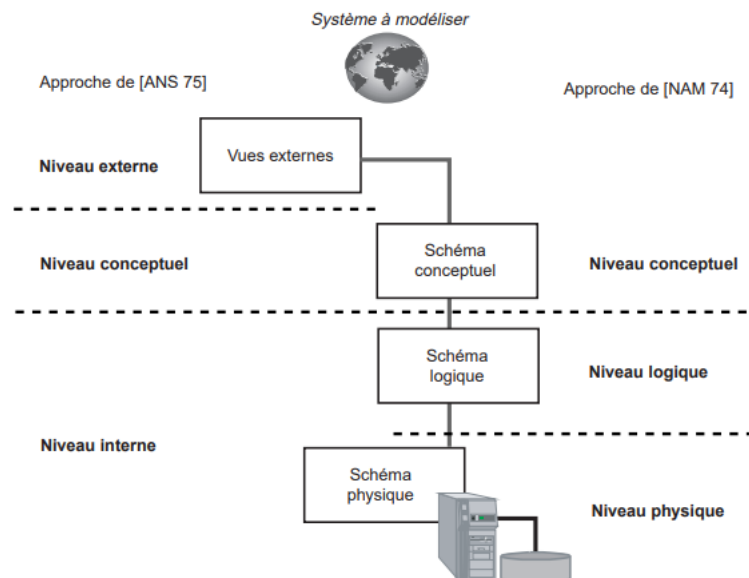 Système à modéliser
Approche de [ANS 75]
Approche de [NAM 74]
Vues externes
Niveau externe
Niveau conceptuel
Schéma
conceptuel
Niveau conceptuel
Schéma
logique
Niveau logique
Niveau interne
Schéma
physique
Niveau physique